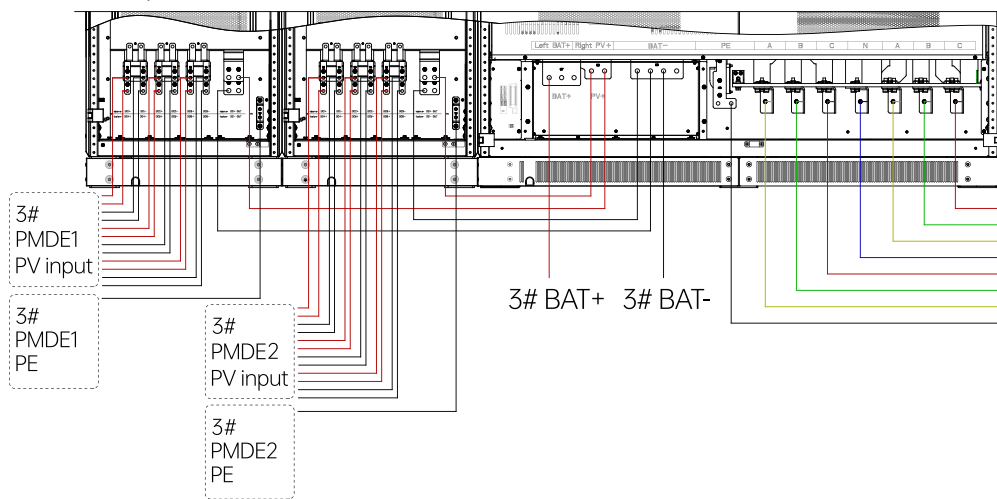 Left BAT+ Right PV+ BAT- PE A B C N A B C
BAT+ PV+
3#
PMDE1
PV input
3#
PMDE1
PE
3#
PMDE2
PV input
3#
PMDE2
PE
3# BAT+ 3# BAT-